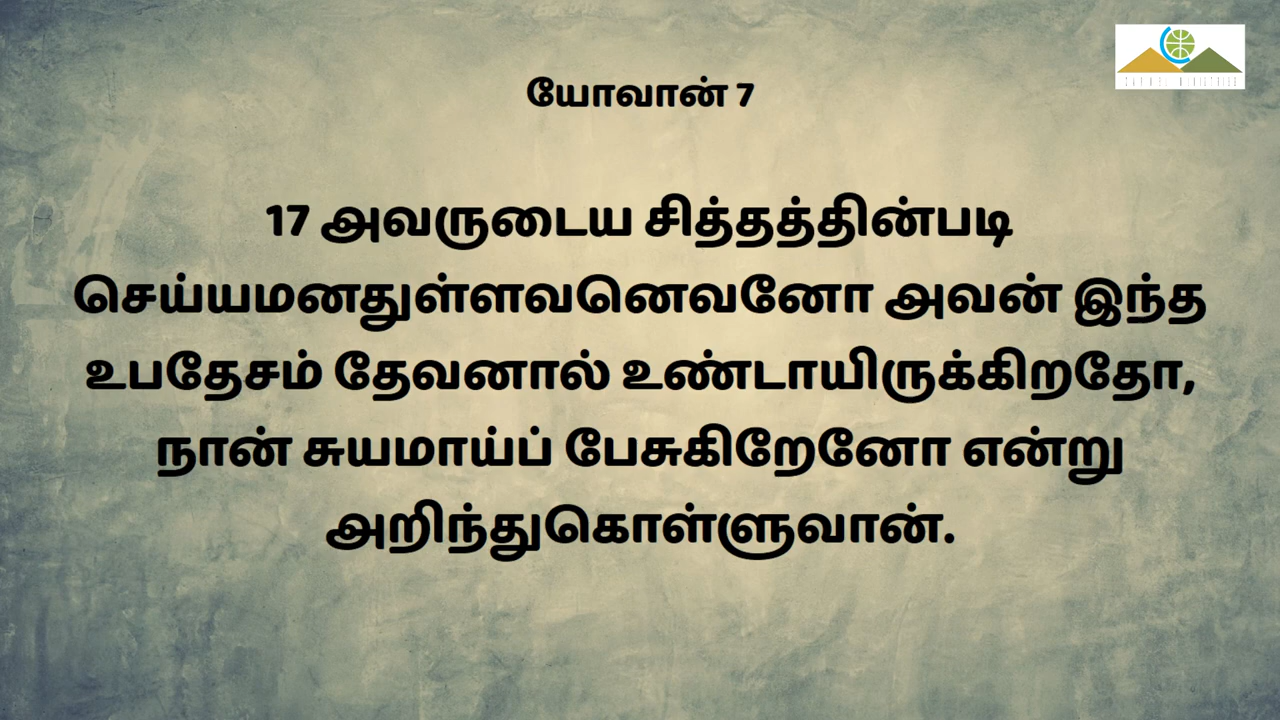 யோவான் 7
17 அவருடைய சித்தத்தின்படி
செய்யமனதுள்ளவனெவனோ அவன் இந்த
உபதேசம் தேவனால் உண்டாயிருக்கிறதோ,
நான் சுயமாய்ப் பேசுகிறேனோ என்று
அறிந்துகொள்ளுவான்.